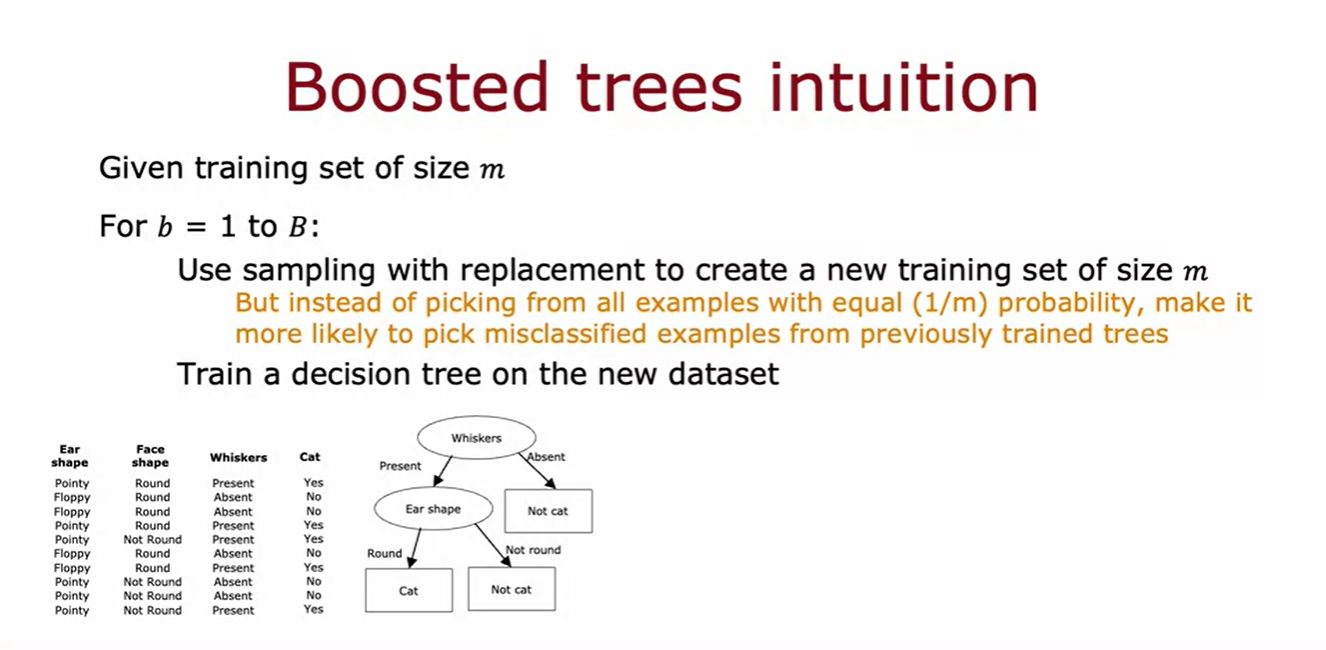 Boosted trees intuition
Given training set of size m
For b = 1 to B:
Use sampling with replacement to create a new training set of size m
But instead of picking from all examples with equal (1/m) probability, make it
more likely to pick misclassified examples from previously trained trees
Train a decision tree on the new dataset
Ear shape Face shape Whiskers Cat
Pointy Round Present Yes
Floppy Round Absent No
Floppy Round Absent No
Pointy Round Present Yes
Pointy Not Round Present Yes
Floppy Round Absent No
Floppy Round Present Yes
Pointy Not Round Absent No
Pointy Not Round Absent No
Pointy Not Round Present Yes
Whiskers
Present
Absent
Ear shape
Not cat
Round
Not round
Cat
Not cat